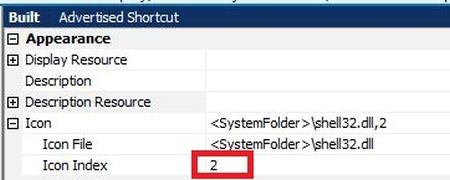 Built Advertised Shortcut
Appearance
Display Resource
Description
Description Resource
Icon <SystemFolder>\shell32.dll,2
Icon File <SystemFolder>\shell32.dll
Icon Index 2